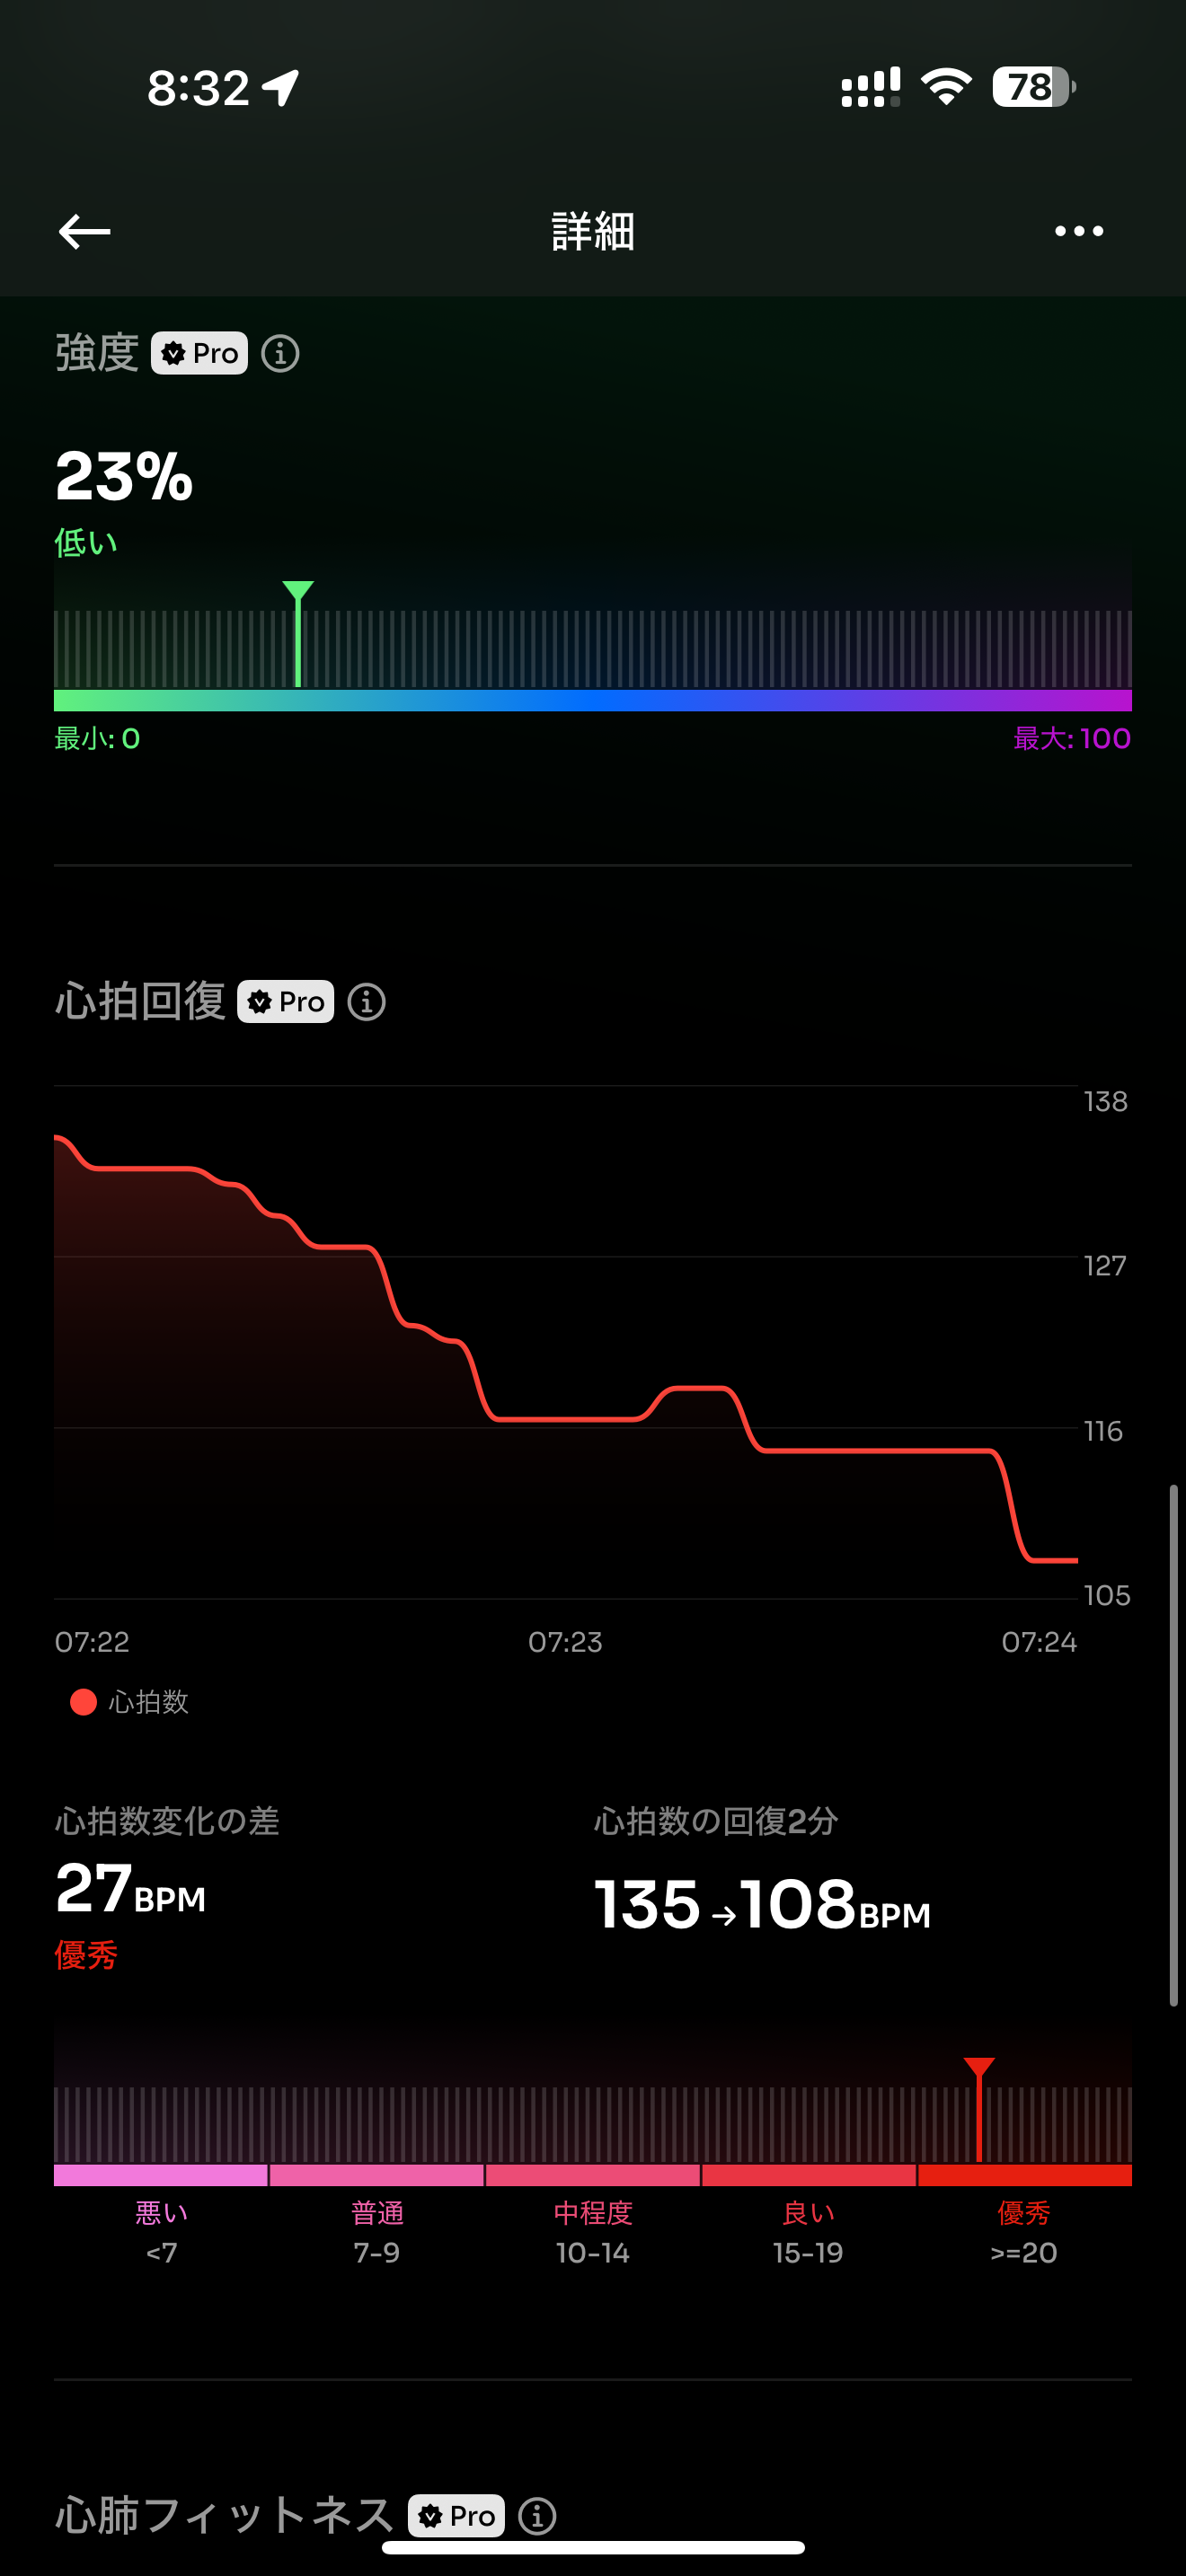 8:32
78
詳細
強度 Pro
23%
低い
最小: 0 最大: 100
心拍回復 Pro
138
127
116
105
07:22 07:23 07:24
心拍数
心拍数変化の差 心拍数の回復2分
27BPM 135→108BPM
優秀
悪い 普通 中程度 良い 優秀
<7 7-9 10-14 15-19 >=20
心肺フィットネス Pro